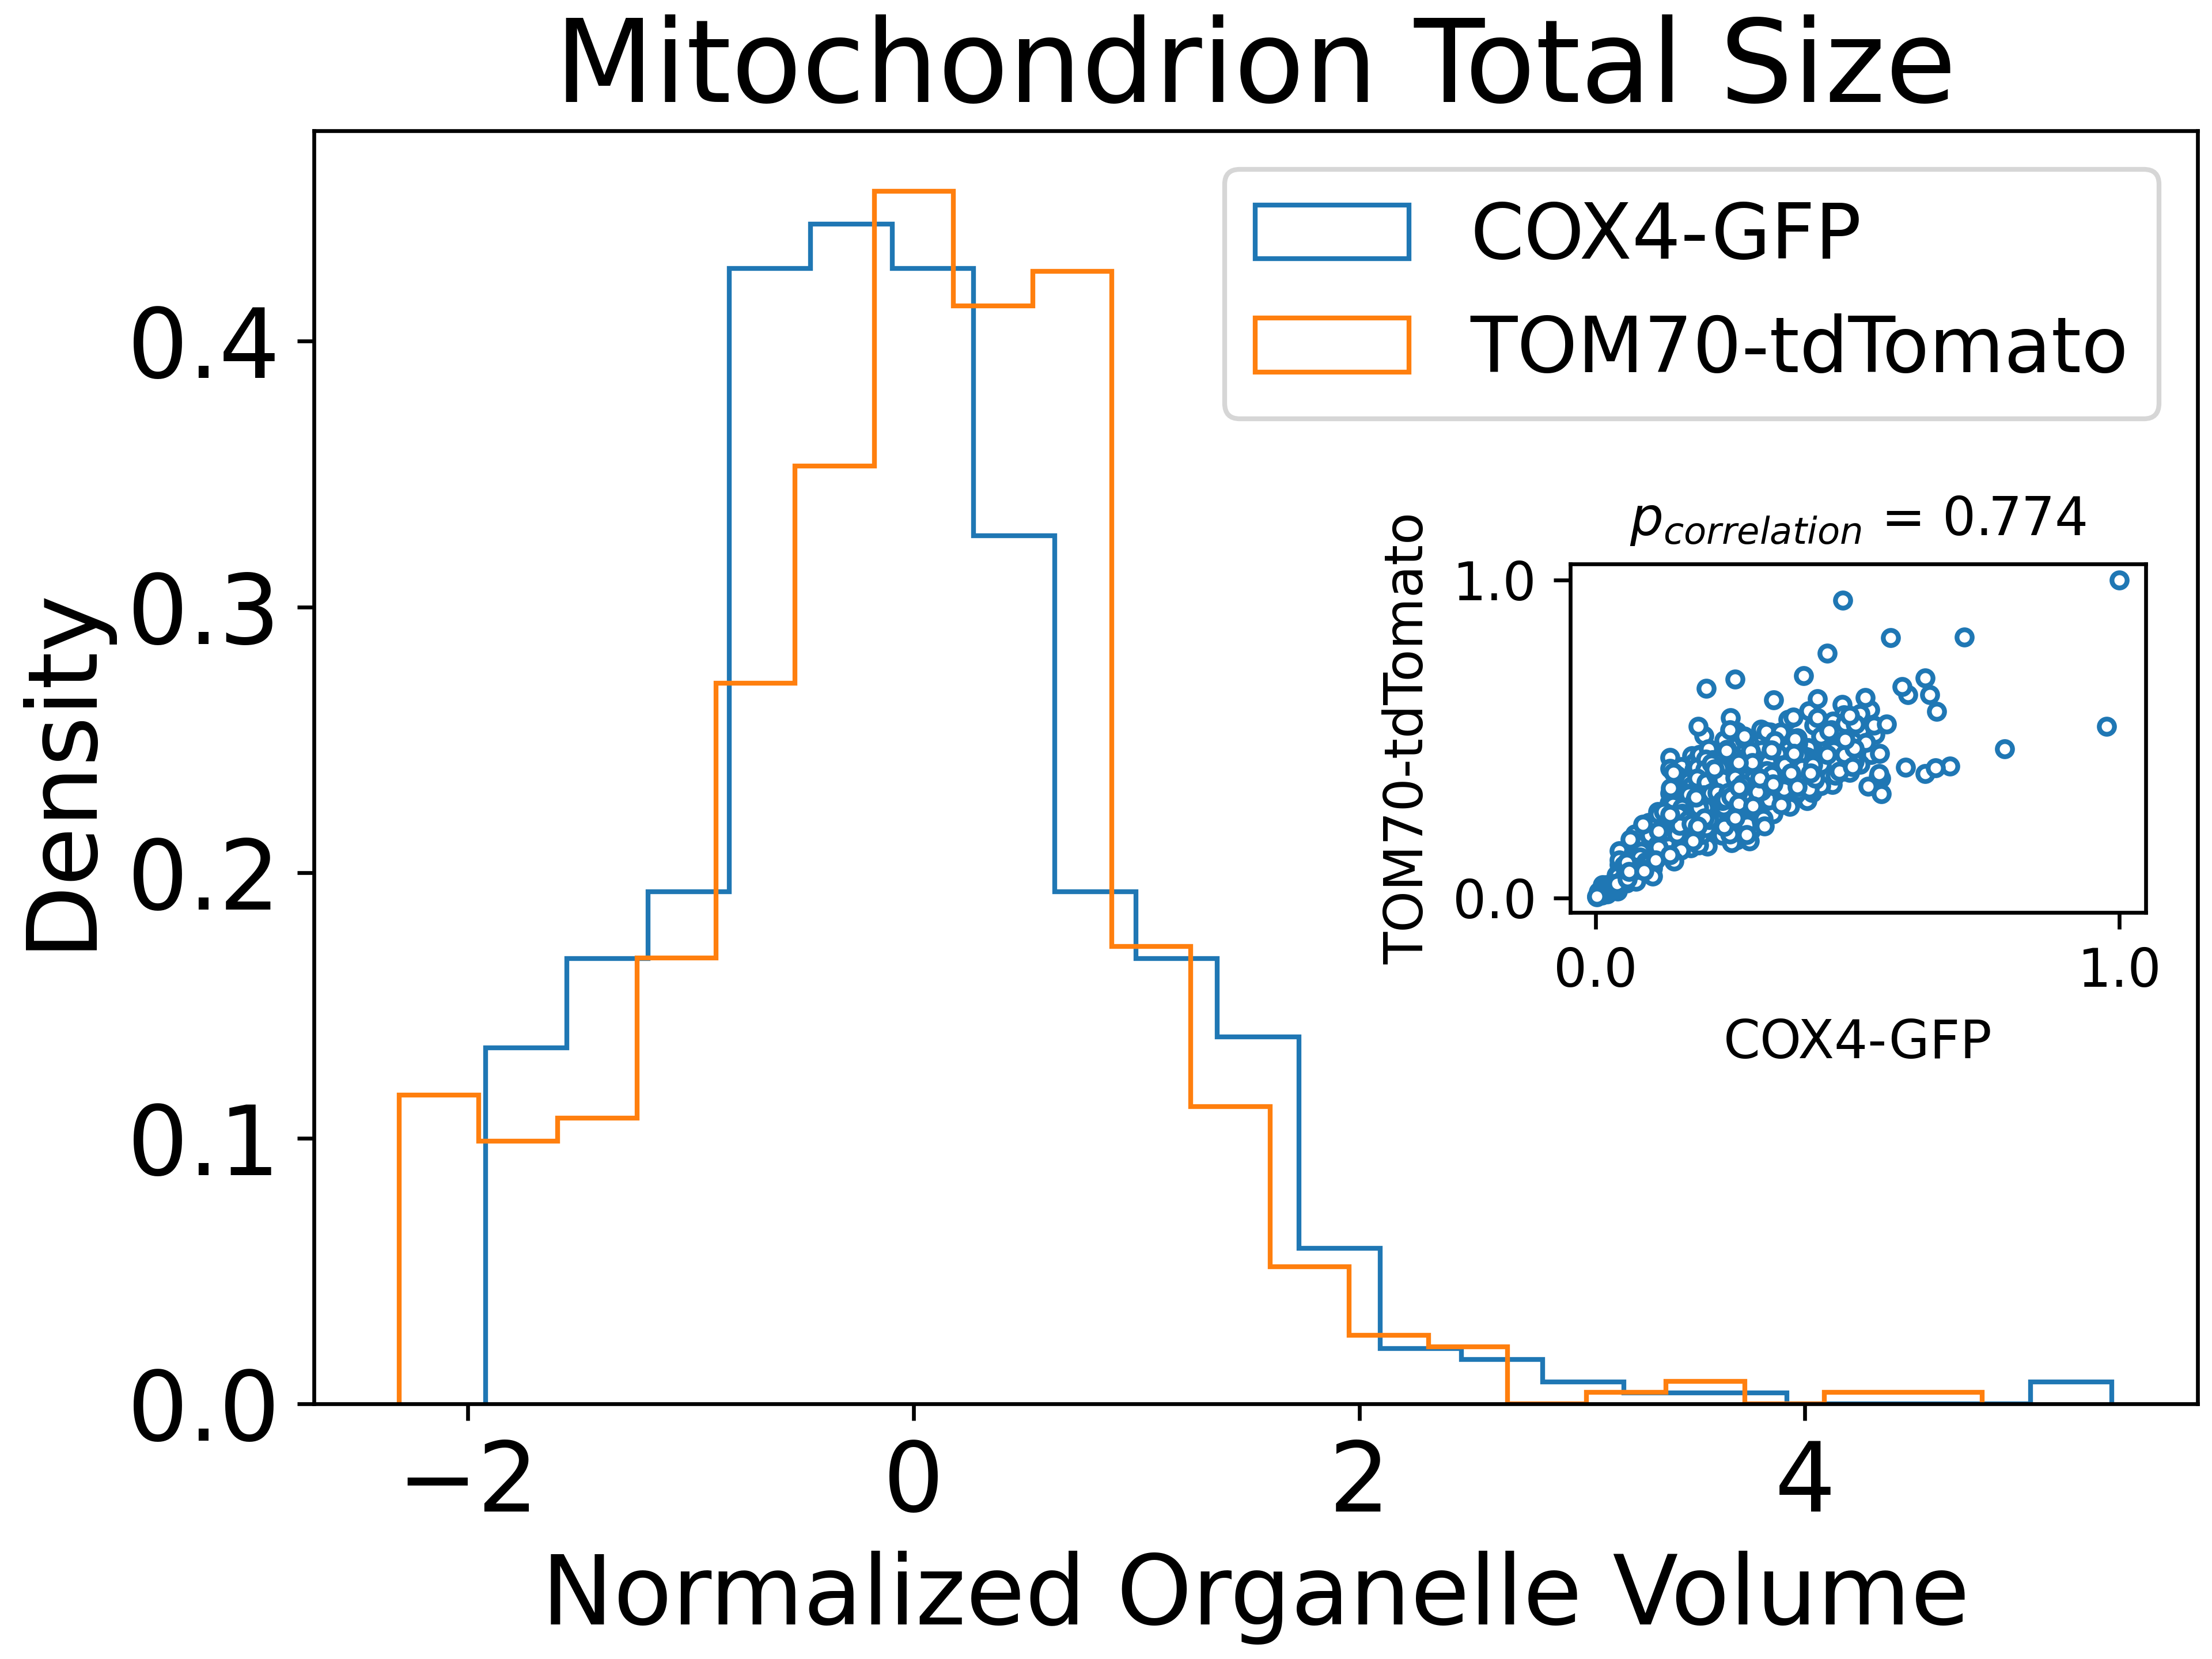 Mitochondrion Total Size
COX4-GFP
TOM70-tdTomato
Density
0.4
0.3
0.2
0.1
0.0
−2
0
2
4
Normalized Organelle Volume
p_correlation = 0.774
TOM70-tdTomato
1.0
0.0
0.0
1.0
COX4-GFP